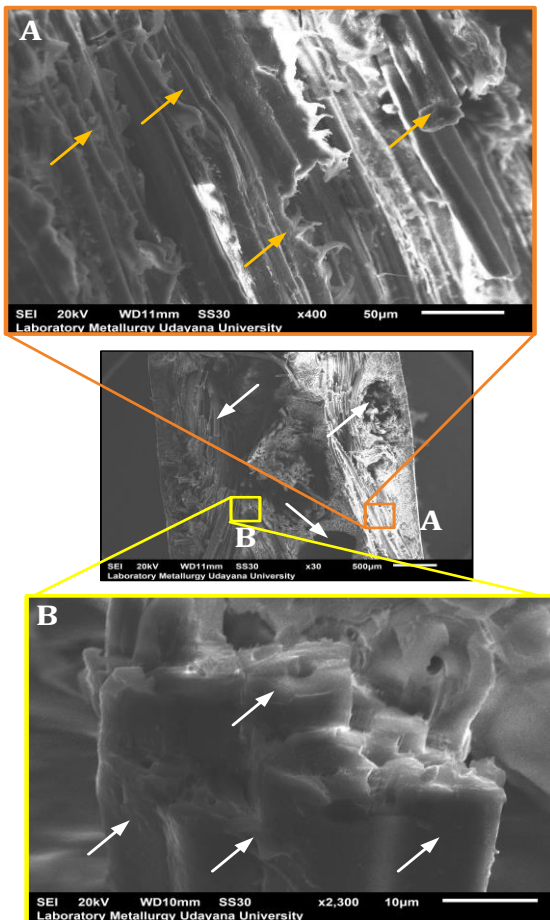 A
SEI 20kV WD11mm SS30 x400 50µm
Laboratory Metallurgy Udayana University
B
A
SEI 20kV WD11mm SS30 x30 500µm
Laboratory Metallurgy Udayana University
B
SEI 20kV WD10mm SS30 x2,300 10µm
Laboratory Metallurgy Udayana University